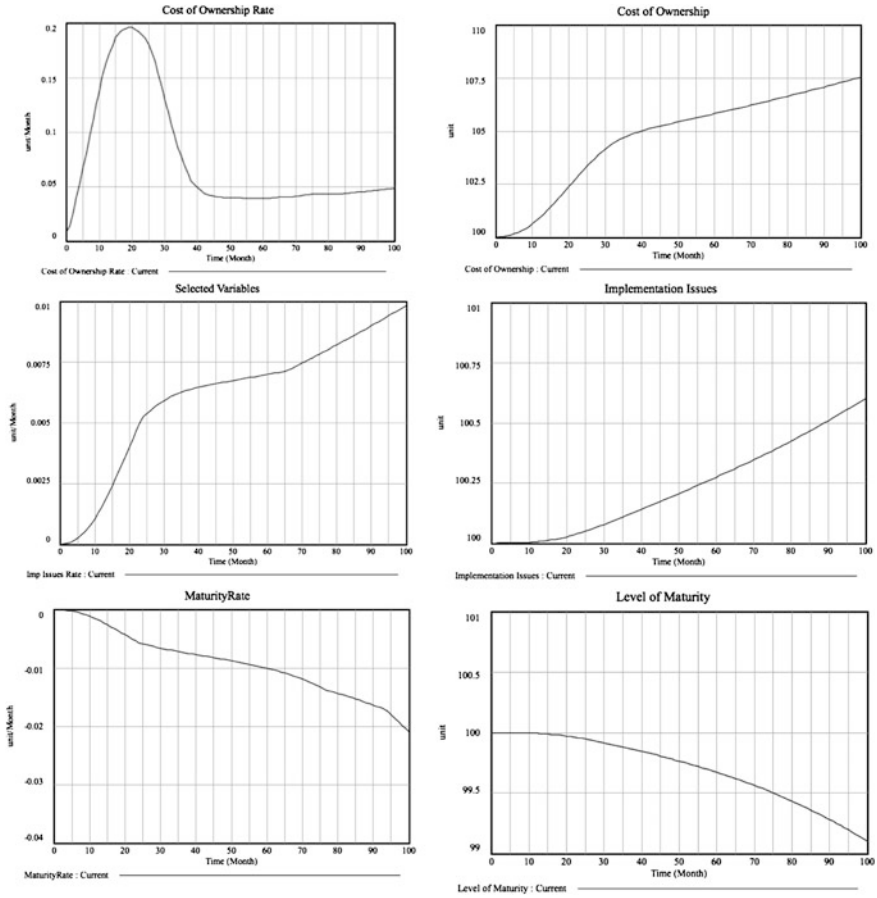 Cost of Ownership Rate
0.2
0.15
0.1
0.05
0
unit/Month
0 10 20 30 40 50 60 70 80 90 100
Time (Month)
Cost of Ownership Rate : Current
Cost of Ownership
110
107.5
105
102.5
100
unit
0 10 20 30 40 50 60 70 80 90 100
Time (Month)
Cost of Ownership : Current
Selected Variables
0.01
0.0075
0.005
0.0025
0
unit/Month
0 10 20 30 40 50 60 70 80 90 100
Time (Month)
Imp Issues Rate : Current
Implementation Issues
101
100.75
100.5
100.25
100
unit
0 10 20 30 40 50 60 70 80 90 100
Time (Month)
Implementation Issues : Current
MaturityRate
0
-0.01
-0.02
-0.03
-0.04
unit/Month
0 10 20 30 40 50 60 70 80 90 100
Time (Month)
MaturityRate : Current
Level of Maturity
101
100.5
100
99.5
99
unit
0 10 20 30 40 50 60 70 80 90 100
Time (Month)
Level of Maturity : Current